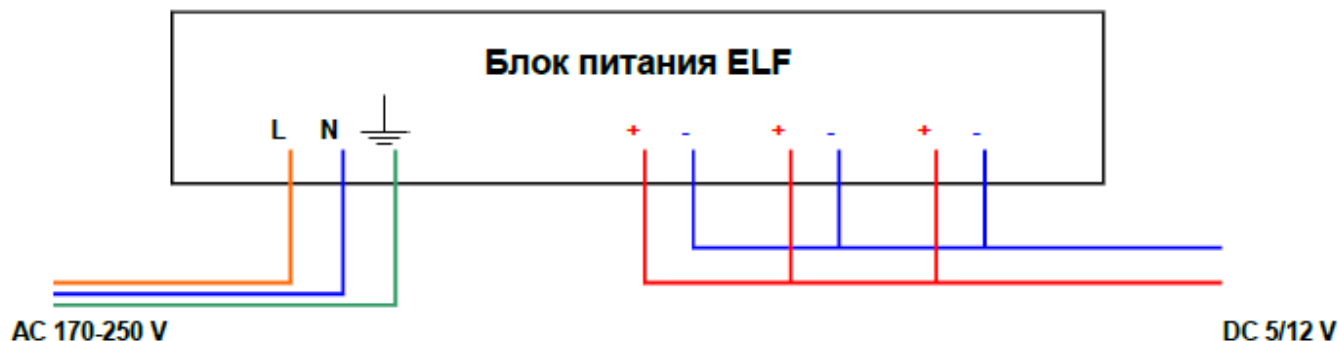 Блок питания ELF
L N + - + - + -
AC 170-250 V
DC 5/12 V